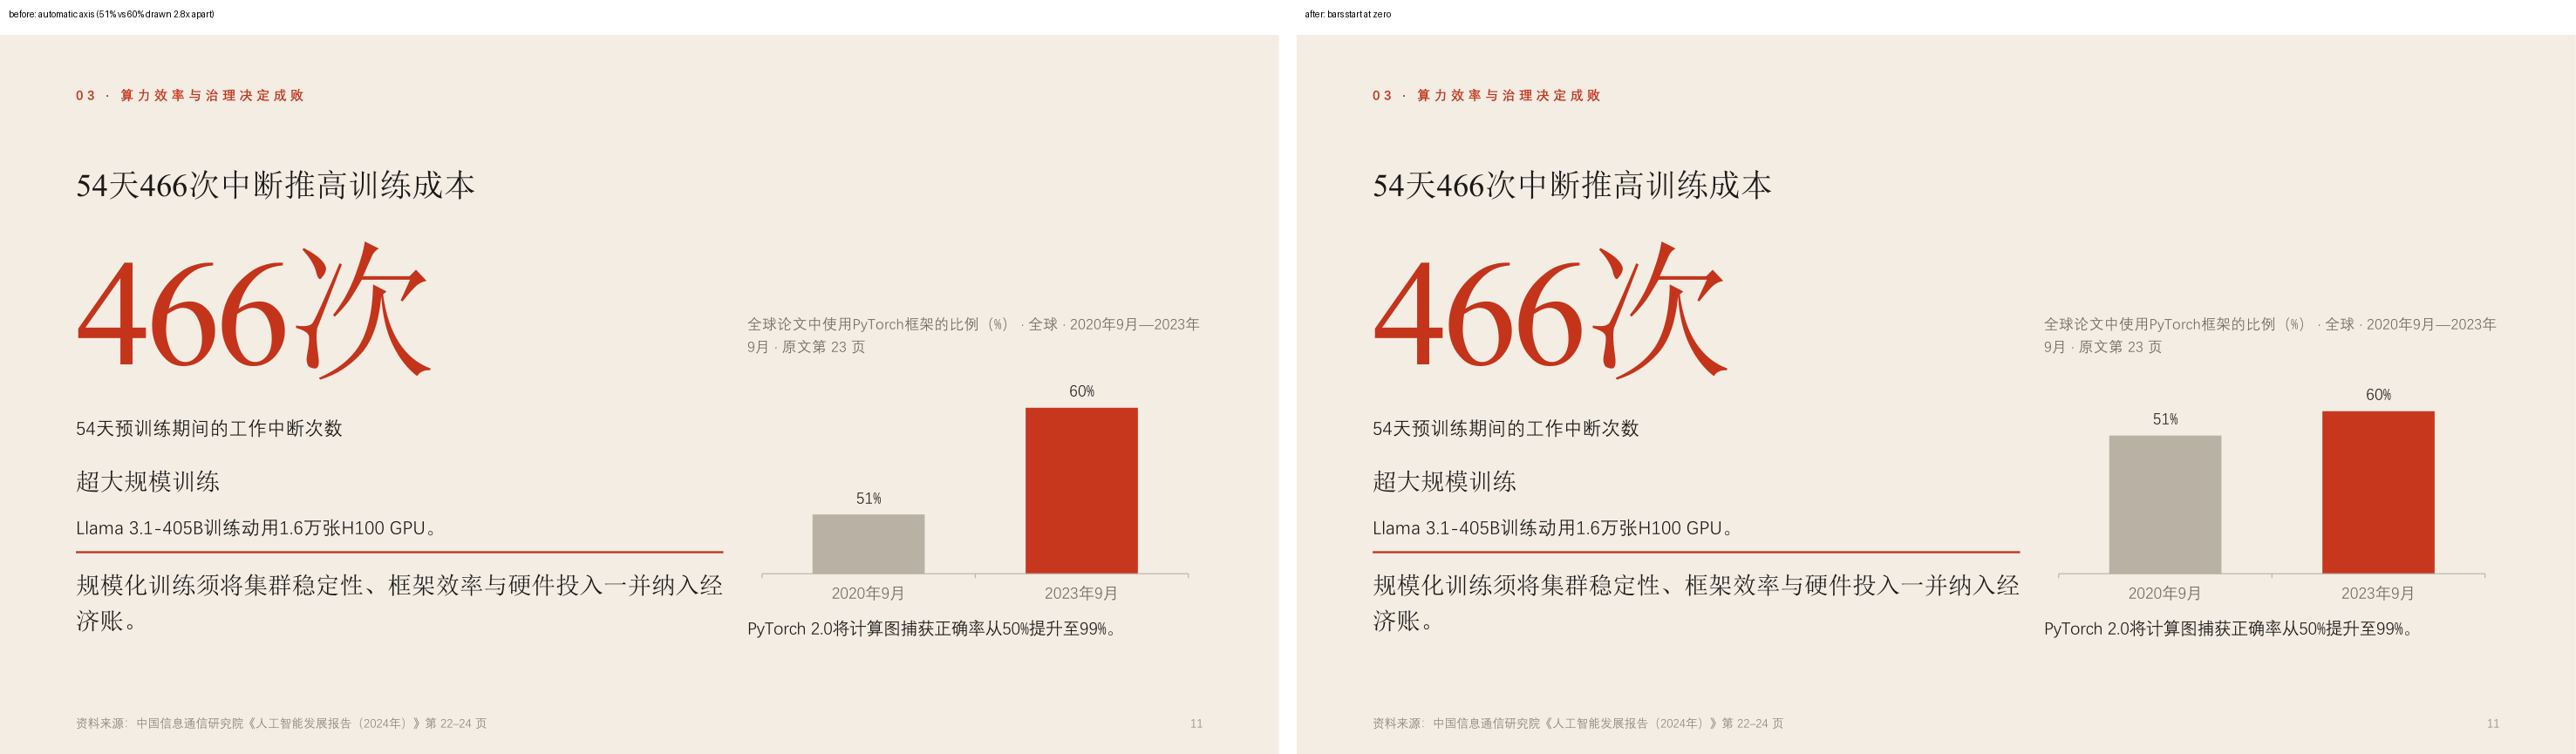 before: automatic axis (51% vs 60% drawn 2.8x apart)
03 · 算力效率与治理决定成败
54天466次中断推高训练成本
466次
54天预训练期间的工作中断次数
超大规模训练
Llama 3.1-405B训练动用1.6万张H100 GPU。
规模化训练须将集群稳定性、框架效率与硬件投入一并纳入经
济账。
全球论文中使用PyTorch框架的比例（%） · 全球 · 2020年9月—2023年
9月 · 原文第 23 页
60%
51%
2020年9月
2023年9月
PyTorch 2.0将计算图捕获正确率从50%提升至99%。
资料来源：中国信息通信研究院《人工智能发展报告（2024年）》第 22–24 页
11
after: bars start at zero
03 · 算力效率与治理决定成败
54天466次中断推高训练成本
466次
54天预训练期间的工作中断次数
超大规模训练
Llama 3.1-405B训练动用1.6万张H100 GPU。
规模化训练须将集群稳定性、框架效率与硬件投入一并纳入经
济账。
全球论文中使用PyTorch框架的比例（%） · 全球 · 2020年9月—2023年
9月 · 原文第 23 页
60%
51%
2020年9月
2023年9月
PyTorch 2.0将计算图捕获正确率从50%提升至99%。
资料来源：中国信息通信研究院《人工智能发展报告（2024年）》第 22–24 页
11